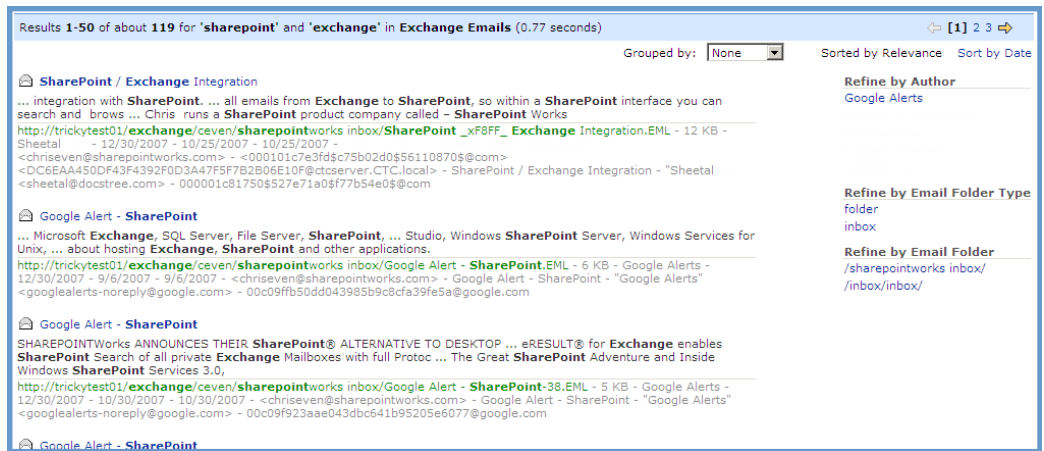 Results 1-50 of about 119 for 'sharepoint' and 'exchange' in Exchange Emails (0.77 seconds) [1] 2 3
Grouped by: None Sorted by Relevance Sort by Date
SharePoint / Exchange Integration
... integration with SharePoint. ... all emails from Exchange to SharePoint, so within a SharePoint interface you can
search and brows ... Chris runs a SharePoint product company called – SharePoint Works
http://trickytest01/exchange/ceven/sharepointworks inbox/SharePoint _xF8FF_ Exchange Integration.EML - 12 KB -
Sheetal - 12/30/2007 - 10/25/2007 - 10/25/2007 -
<chriseven@sharepointworks.com> - <000101c7e3fd$c75b02d0$56110870$@com>
<DC6EAA450DF43F4392F0D3A47F5F7B2B06E10F@ctcserver.CTC.local> - SharePoint / Exchange Integration - "Sheetal
<sheetal@docstree.com> - 000001c81750$527e71a0$f77b54e0$@com
Google Alert - SharePoint
... Microsoft Exchange, SQL Server, File Server, SharePoint, ... Studio, Windows SharePoint Server, Windows Services for
Unix, ... about hosting Exchange, SharePoint and other applications.
http://trickytest01/exchange/ceven/sharepointworks inbox/Google Alert - SharePoint.EML - 6 KB - Google Alerts -
12/30/2007 - 9/6/2007 - 9/6/2007 - <chriseven@sharepointworks.com> - Google Alert - SharePoint - "Google Alerts"
<googlealerts-noreply@google.com> - 00c09ffb50dd043985b9c8cfa39fe5a@google.com
Google Alert - SharePoint
SHAREPOINTWorks ANNOUNCES THEIR SharePoint® ALTERNATIVE TO DESKTOP ... eRESULT® for Exchange enables
SharePoint Search of all private Exchange Mailboxes with full Protoc ... The Great SharePoint Adventure and Inside
Windows SharePoint Services 3.0,
http://trickytest01/exchange/ceven/sharepointworks inbox/Google Alert - SharePoint-38.EML - 5 KB - Google Alerts -
12/30/2007 - 10/30/2007 - 10/30/2007 - <chriseven@sharepointworks.com> - Google Alert - SharePoint - "Google Alerts"
<googlealerts-noreply@google.com> - 00c09f923aae043dbc641b95205e6077@google.com
Google Alert - SharePoint
Refine by Author
Google Alerts
Refine by Email Folder Type
folder
inbox
Refine by Email Folder
/sharepointworks inbox/
/inbox/inbox/